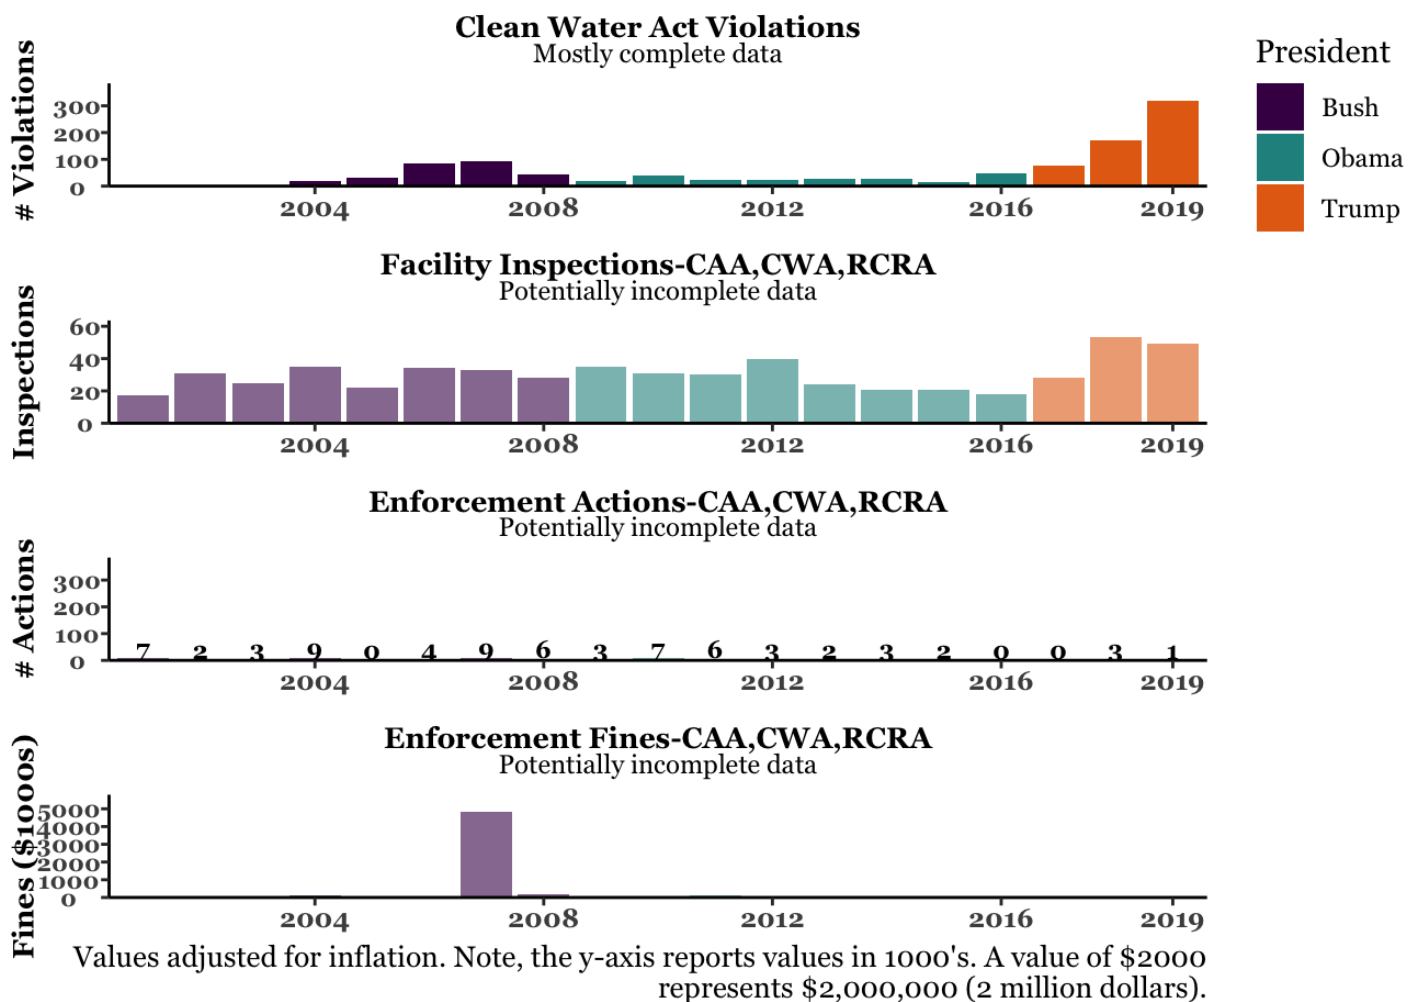 Clean Water Act Violations
Mostly complete data
# Violations
300
200
100
0
2004 2008 2012 2016 2019
President
Bush
Obama
Trump
Facility Inspections-CAA,CWA,RCRA
Potentially incomplete data
Inspections
60
40
20
0
2004 2008 2012 2016 2019
Enforcement Actions-CAA,CWA,RCRA
Potentially incomplete data
# Actions
300
200
100
0
7 2 3 9 0 4 9 6 3 7 6 3 2 3 2 0 0 3 1
2004 2008 2012 2016 2019
Enforcement Fines-CAA,CWA,RCRA
Potentially incomplete data
Fines ($1000s)
5000
4000
3000
2000
1000
0
2004 2008 2012 2016 2019
Values adjusted for inflation. Note, the y-axis reports values in 1000's. A value of $2000
represents $2,000,000 (2 million dollars).